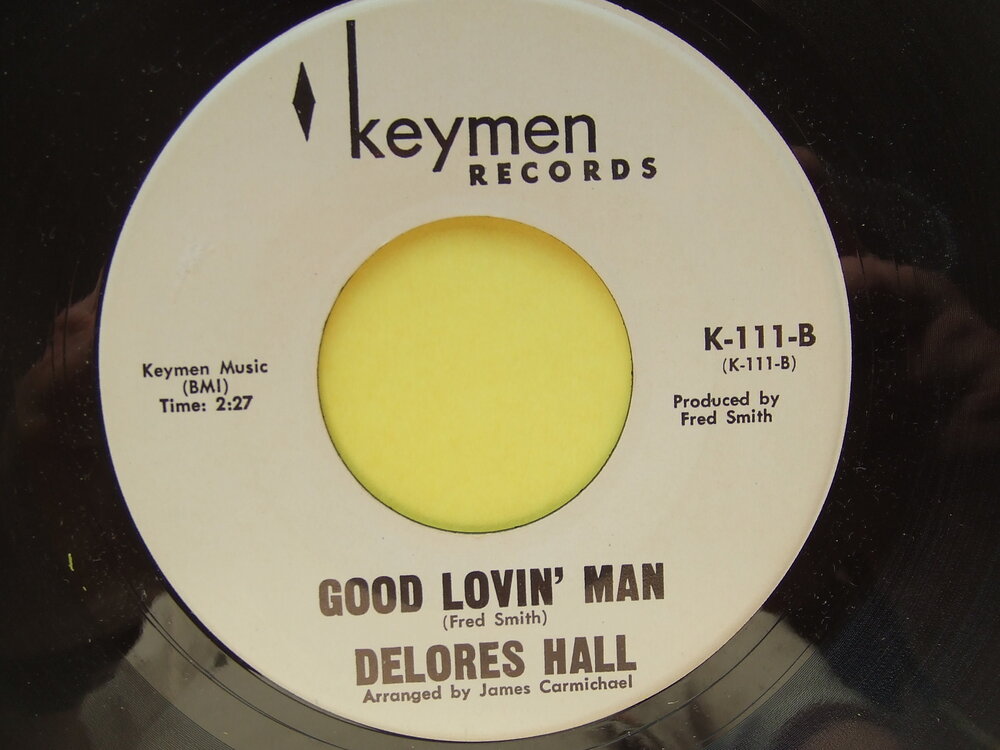 keymen
RECORDS
K-111-B
(K-111-B)
Keymen Music
(BMI)
Time: 2:27
Produced by
Fred Smith
GOOD LOVIN' MAN
(Fred Smith)
DELORES HALL
Arranged by James Carmichael